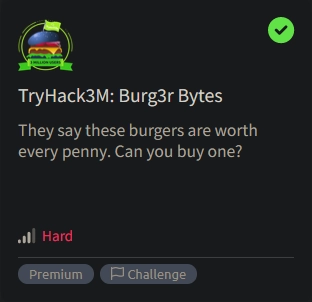 TryHack3M: Burg3r Bytes
They say these burgers are worth
every penny. Can you buy one?
Hard
Premium
Challenge